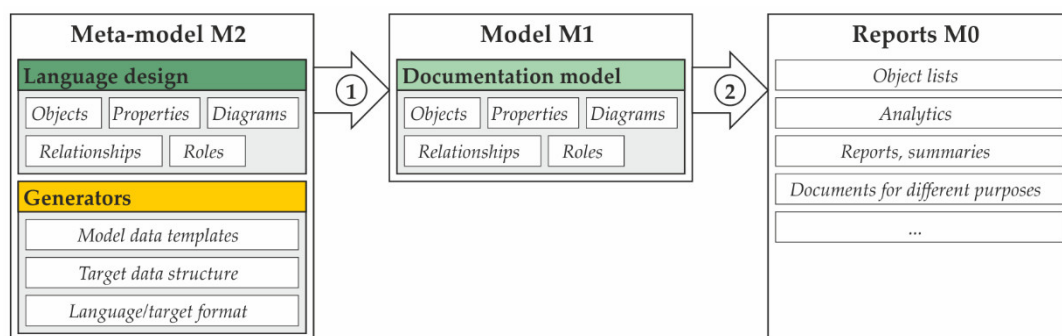 Meta-model M2
Language design
Objects
Properties
Diagrams
Relationships
Roles
Generators
Model data templates
Target data structure
Language/target format
1
Model M1
Documentation model
Objects
Properties
Diagrams
Relationships
Roles
2
Reports M0
Object lists
Analytics
Reports, summaries
Documents for different purposes
...